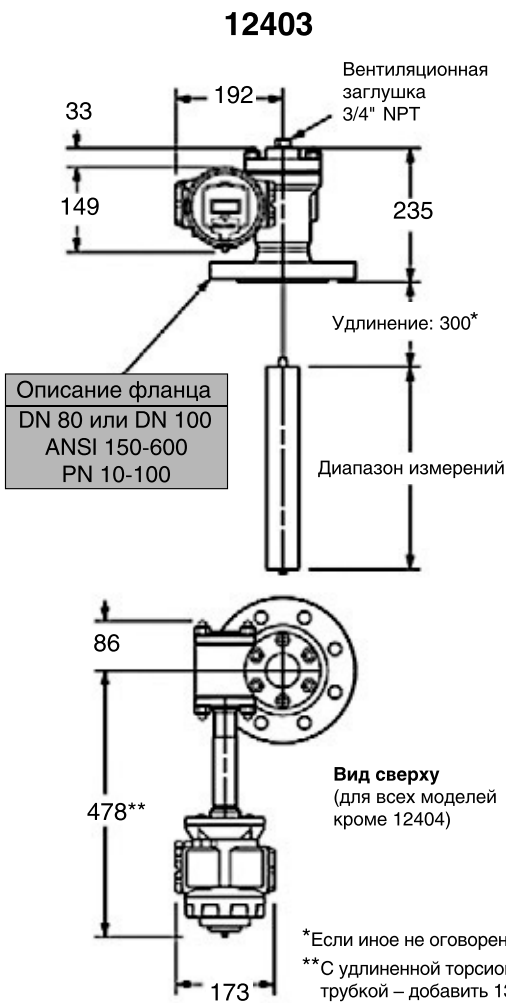 12403
Вентиляционная
заглушка
3/4" NPT
192
33
149
235
Удлинение: 300*
Описание фланца
DN 80 или DN 100
ANSI 150-600
PN 10-100
Диапазон измерений
86
478**
Вид сверху
(для всех моделей
кроме 12404)
173
*Если иное не
**С удлиненной
трубкой – добавить